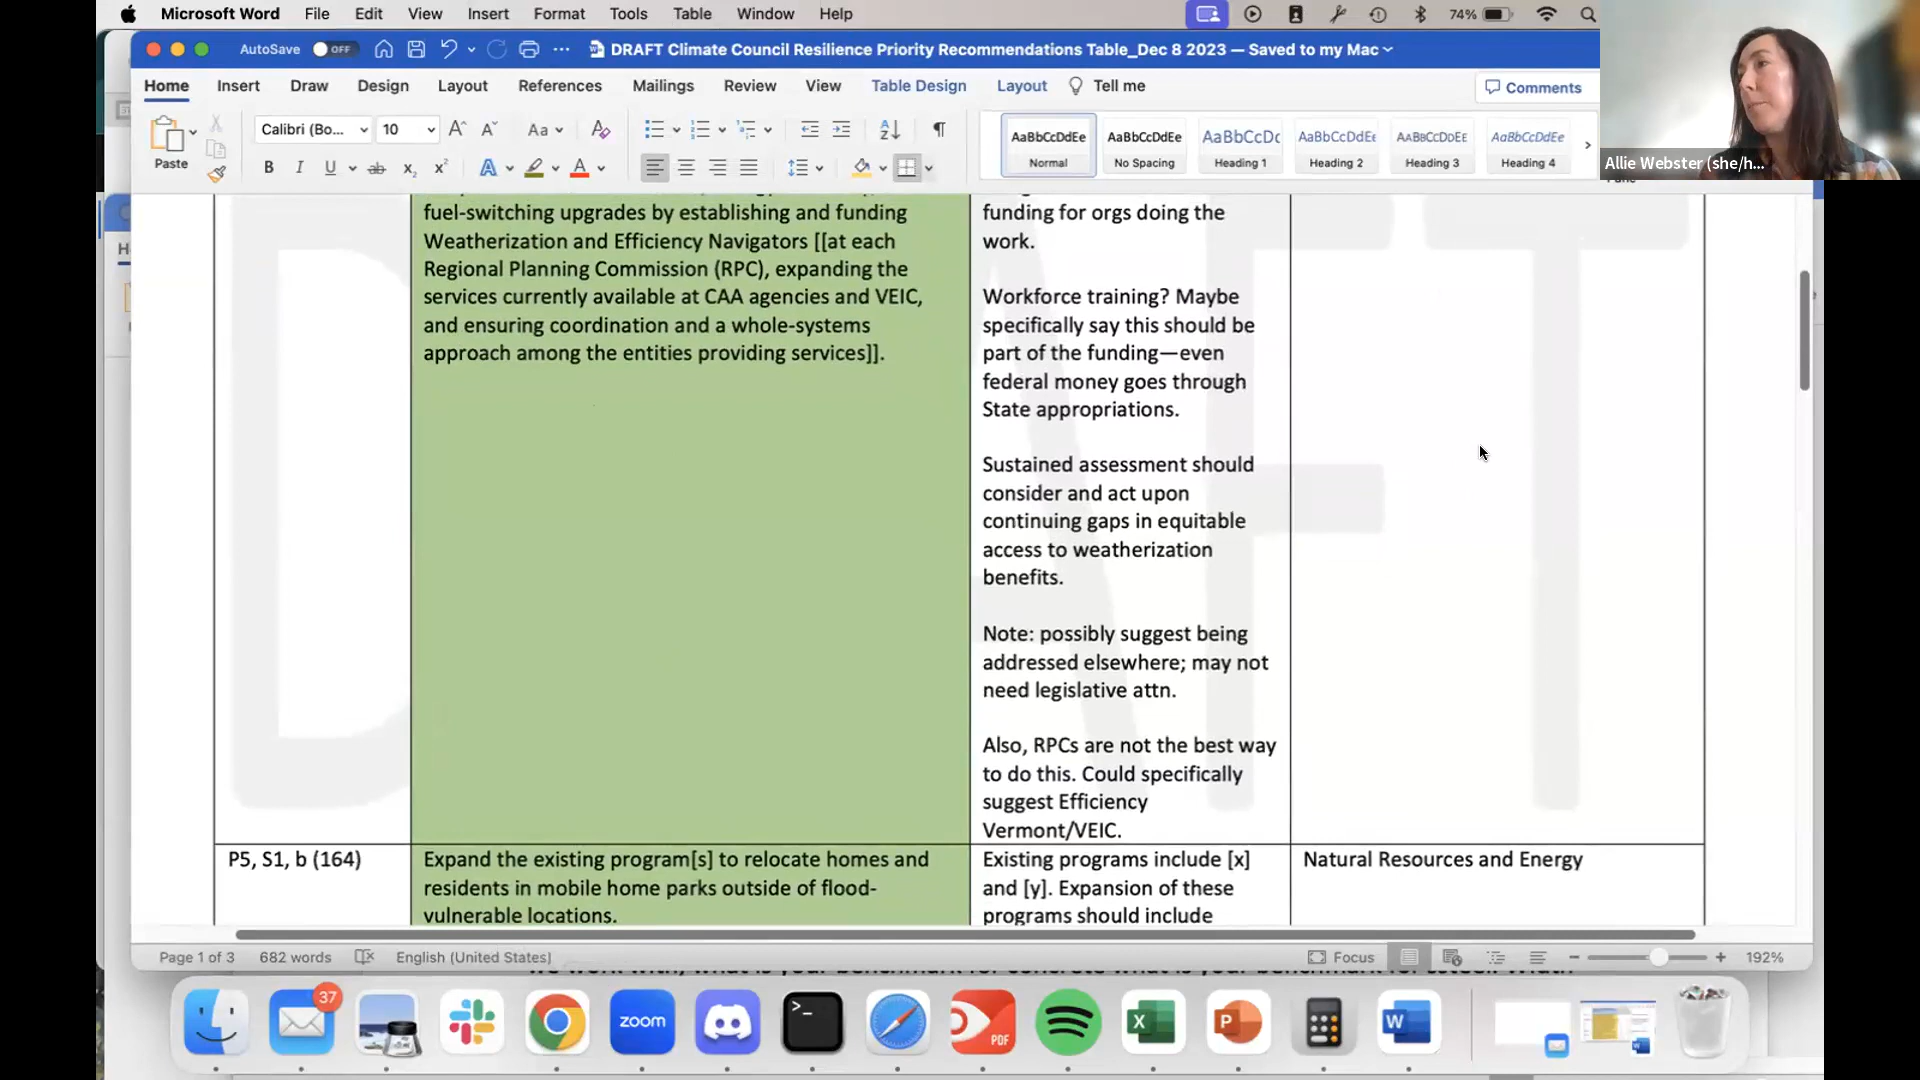 Microsoft Word File Edit View Insert Format Tools Table Window Help 74%
AutoSave OFF DRAFT Climate Council Resilience Priority Recommendations Table_Dec 8 2023 — Saved to my Mac
Home Insert Draw Design Layout References Mailings Review View Table Design Layout Tell me Comments
Calibri (Bo... 10 Aa
Paste
B I U ab x₂ x² A A
AaBbCcDdEe AaBbCcDdEe AaBbCcDc AaBbCcDdEe AaBbCcDdEe AaBbCcDdEe
Normal No Spacing Heading 1 Heading 2 Heading 3 Heading 4
Allie Webster (she/h...
fuel-switching upgrades by establishing and funding
Weatherization and Efficiency Navigators [[at each
Regional Planning Commission (RPC), expanding the
services currently available at CAA agencies and VEIC,
and ensuring coordination and a whole-systems
approach among the entities providing services]].
funding for orgs doing the
work.
Workforce training? Maybe
specifically say this should be
part of the funding—even
federal money goes through
State appropriations.
Sustained assessment should
consider and act upon
continuing gaps in equitable
access to weatherization
benefits.
Note: possibly suggest being
addressed elsewhere; may not
need legislative attn.
Also, RPCs are not the best way
to do this. Could specifically
suggest Efficiency
Vermont/VEIC.
P5, S1, b (164)
Expand the existing program[s] to relocate homes and
residents in mobile home parks outside of flood-
vulnerable locations.
Existing programs include [x]
and [y]. Expansion of these
programs should include
Natural Resources and Energy
DRAFT
Page 1 of 3 682 words English (United States) Focus 192%
37
zoom
PDF
X
P
W